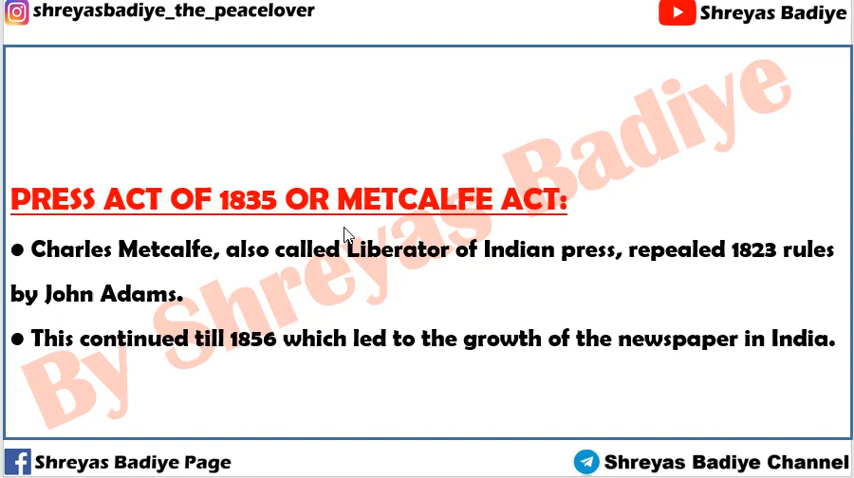 shreyasbadiye_the_peacelover
Shreyas Badiye
PRESS ACT OF 1835 OR METCALFE ACT:
• Charles Metcalfe, also called Liberator of Indian press, repealed 1823 rules
by John Adams.
• This continued till 1856 which led to the growth of the newspaper in India.
By Shreyas Badiye
Shreyas Badiye Page
Shreyas Badiye Channel